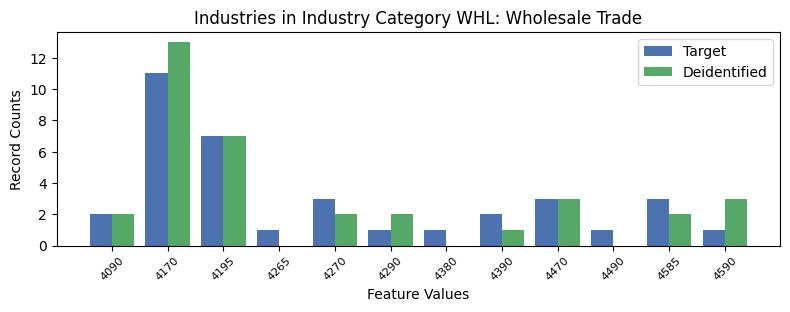 Industries in Industry Category WHL: Wholesale Trade
Target
Deidentified
Record Counts
12
10
8
6
4
2
0
4090 4170 4195 4265 4270 4290 4380 4390 4470 4490 4585 4590
Feature Values